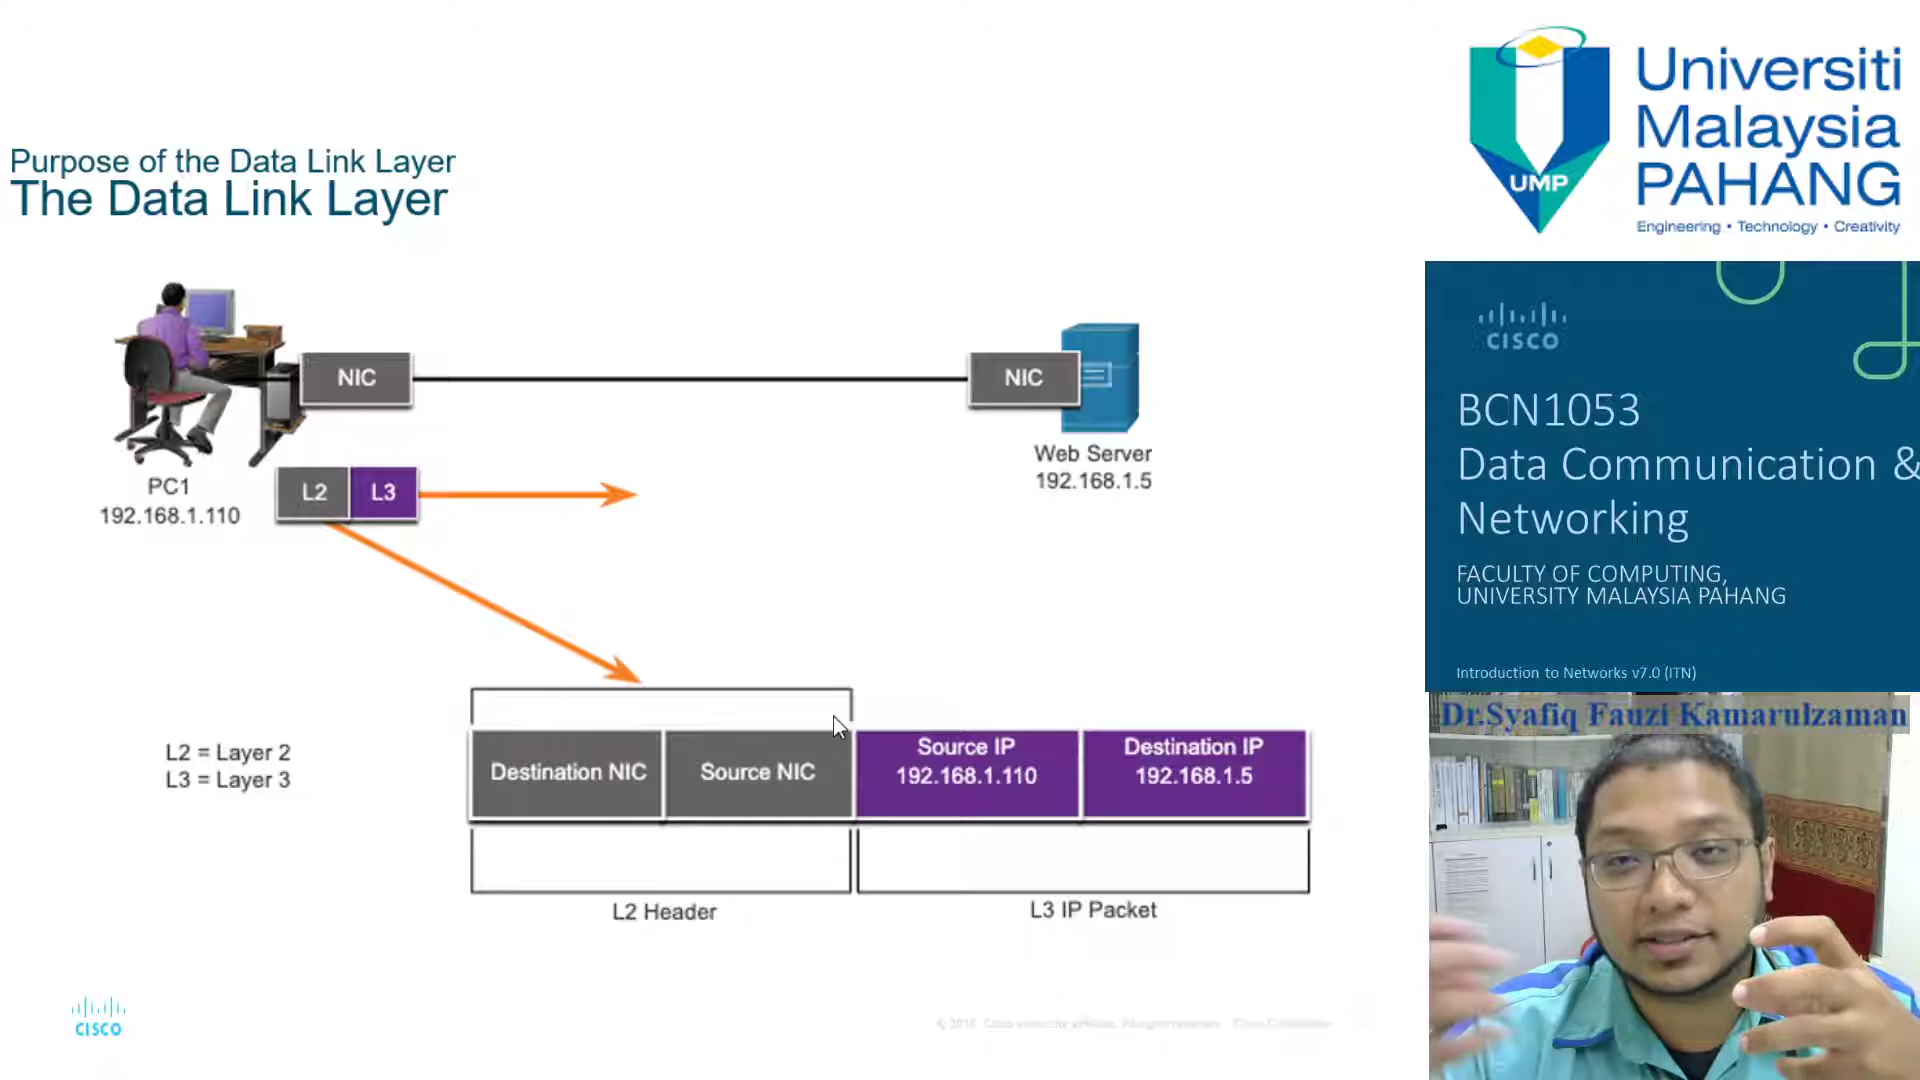 Purpose of the Data Link Layer
The Data Link Layer
NIC
NIC
Web Server
192.168.1.5
L2
L3
PC1
192.168.1.110
L2 = Layer 2
L3 = Layer 3
Destination NIC
Source NIC
Source IP
192.168.1.110
Destination IP
192.168.1.5
L2 Header
L3 IP Packet
CISCO
UMP
Universiti
Malaysia
PAHANG
Engineering • Technology • Creativity
CISCO
BCN1053
Data Communication &
Networking
FACULTY OF COMPUTING,
UNIVERSITY MALAYSIA PAHANG
Introduction to Networks v7.0 (ITN)
Dr.Syafiq Fauzi Kamarulzaman